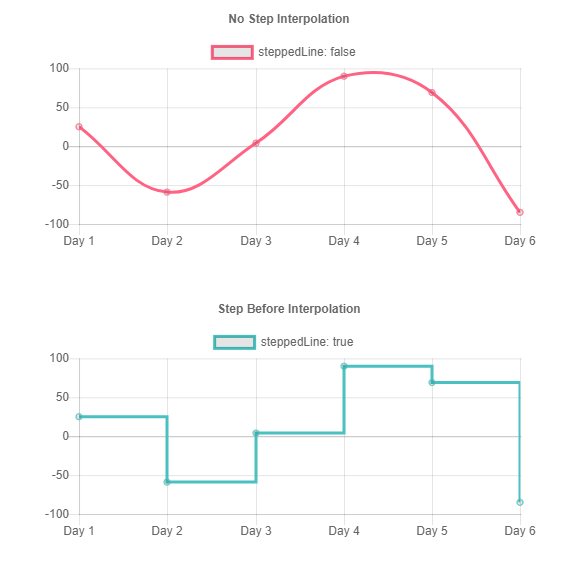 No Step Interpolation
steppedLine: false
100
50
0
-50
-100
Day 1 Day 2 Day 3 Day 4 Day 5 Day 6
Step Before Interpolation
steppedLine: true
100
50
0
-50
-100
Day 1 Day 2 Day 3 Day 4 Day 5 Day 6